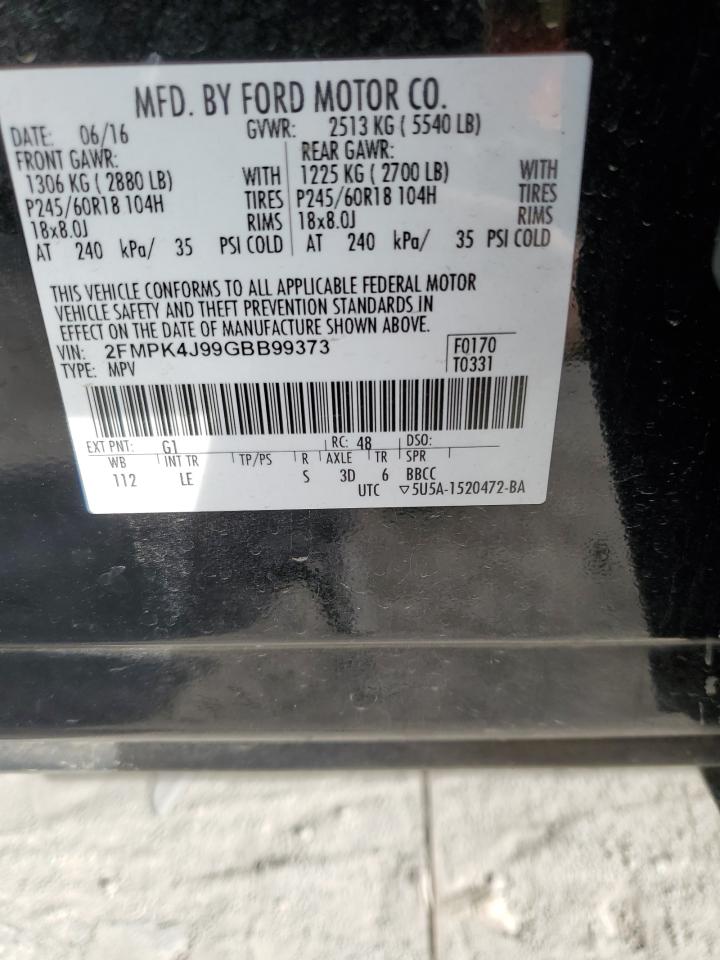 MFD. BY FORD MOTOR CO.
DATE: 06/16 GVWR: 2513 KG ( 5540 LB)
FRONT GAWR: REAR GAWR:
1306 KG ( 2880 LB) WITH 1225 KG ( 2700 LB) WITH
P245/60R18 104H TIRES P245/60R18 104H TIRES
18x8.0J RIMS 18x8.0J RIMS
AT 240 kPa/ 35 PSI COLD AT 240 kPa/ 35 PSI COLD
THIS VEHICLE CONFORMS TO ALL APPLICABLE FEDERAL MOTOR
VEHICLE SAFETY AND THEFT PREVENTION STANDARDS IN
EFFECT ON THE DATE OF MANUFACTURE SHOWN ABOVE.
VIN: 2FMPK4J99GBB99373 F0170
TYPE: MPV T0331
EXT PNT: G1 RC: 48 DSO:
WB INT TR TP/PS R AXLE TR SPR
112 LE S 3D 6 BBCC
UTC ▽5U5A-1520472-BA